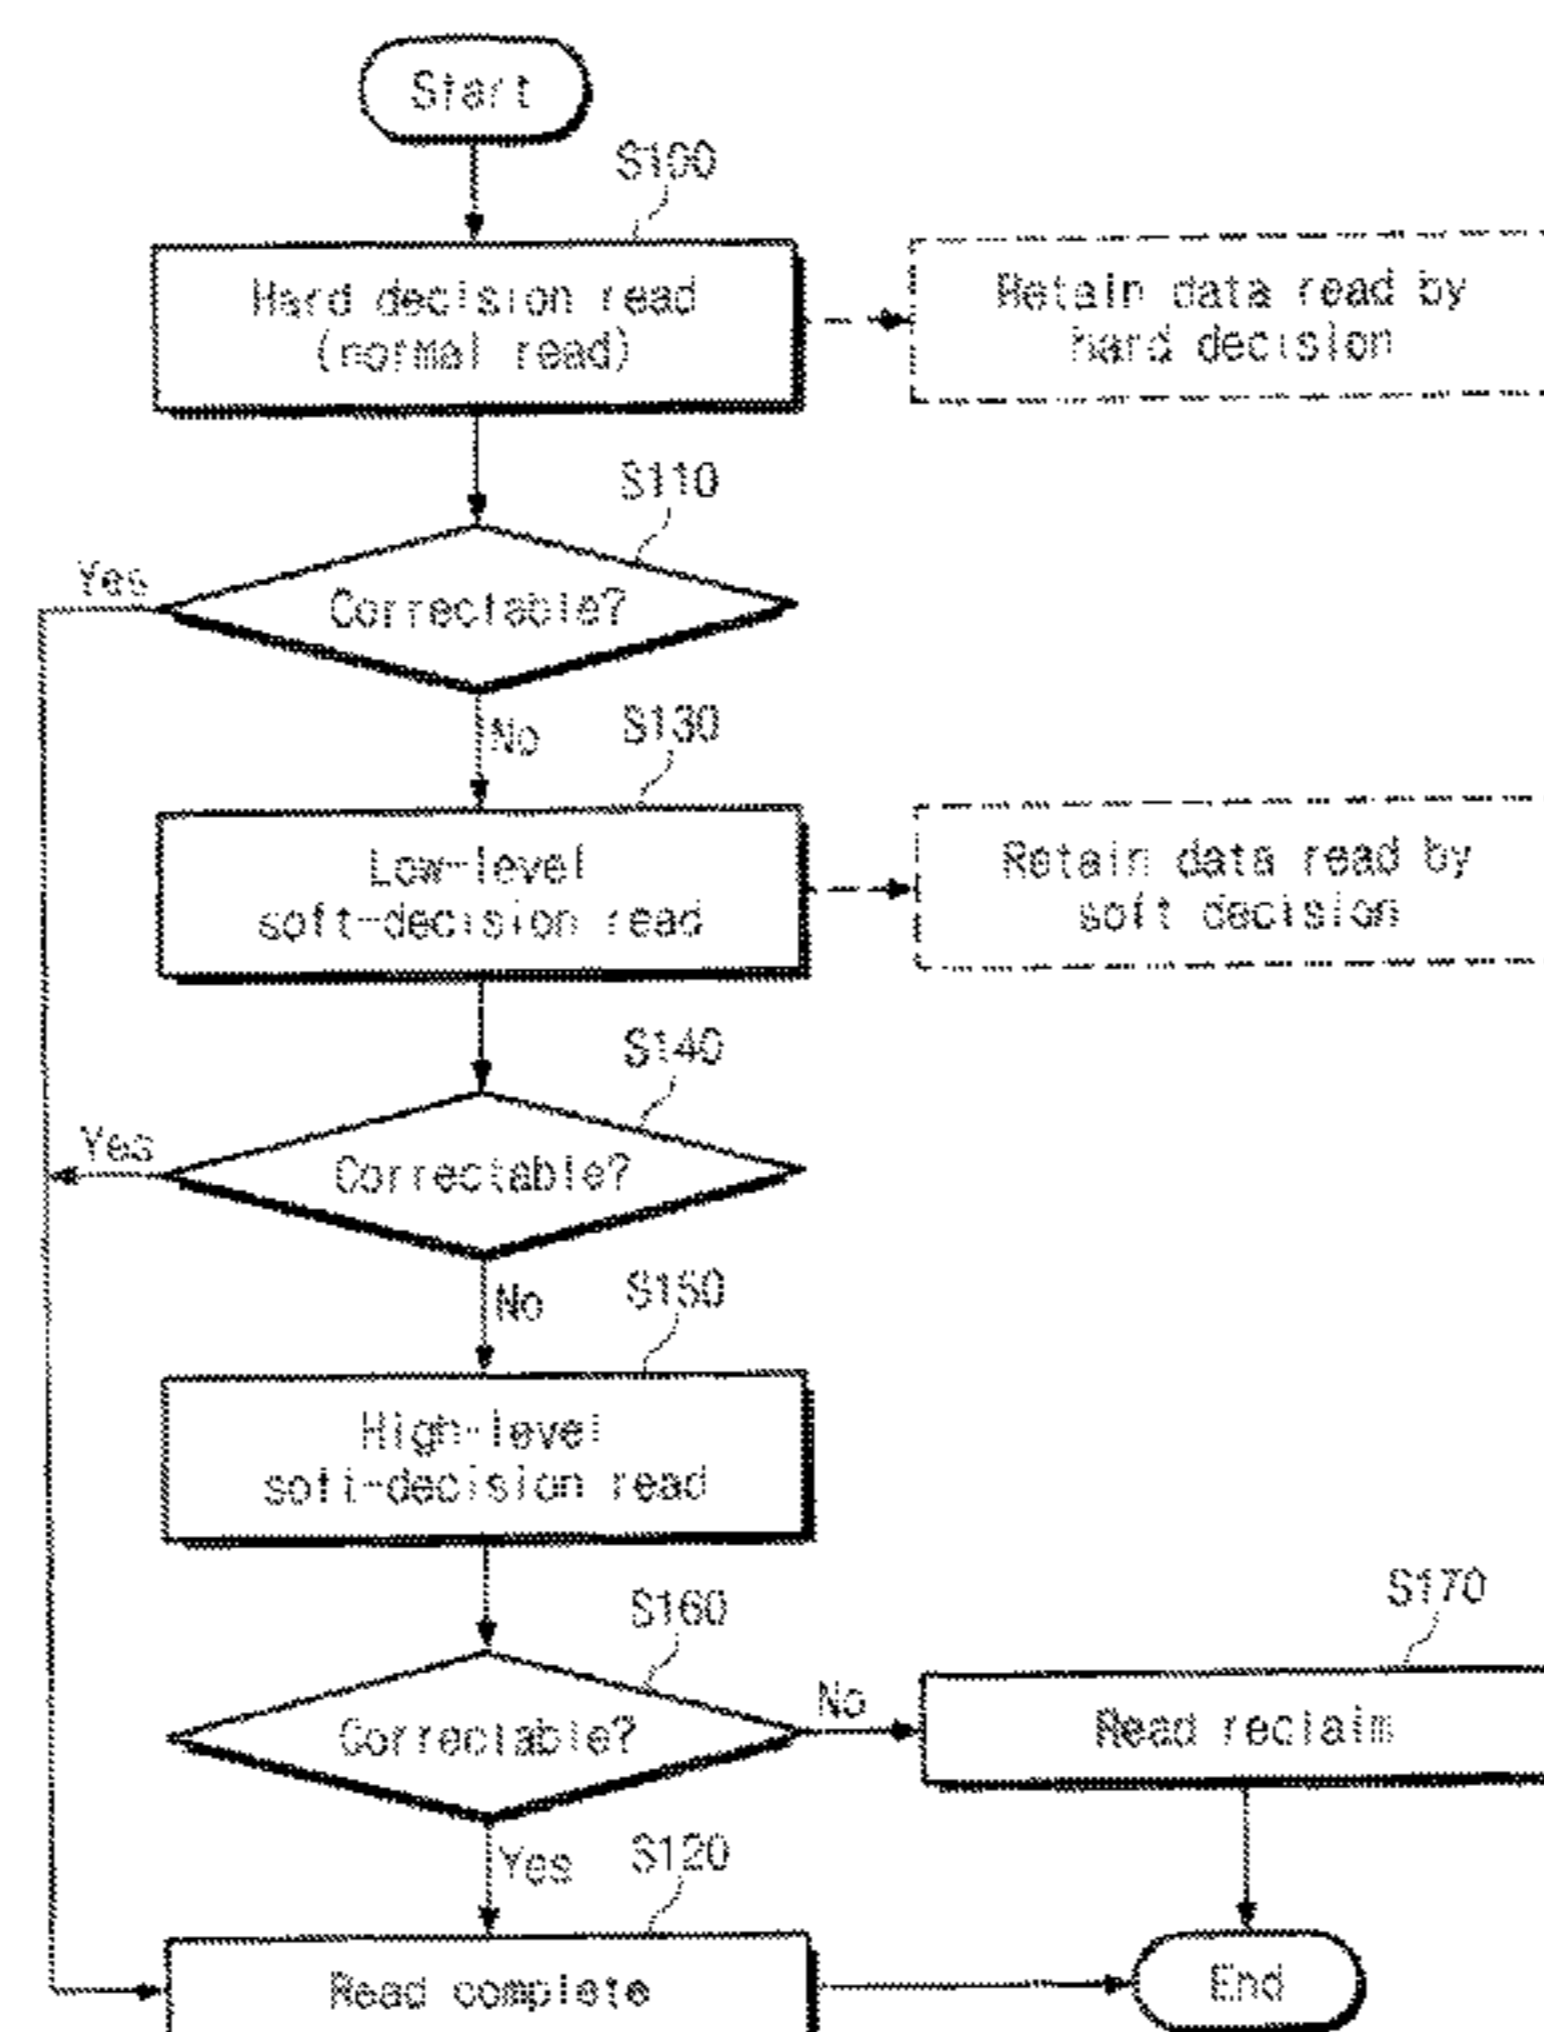 Start
S100
Hard decision read
(normal read)
Retain data read by
hard decision
S110
Yes
Correctable?
No
S130
Low-level
soft-decision read
Retain data read by
soft decision
S140
Yes
Correctable?
No
S150
High-level
soft-decision read
S160
Correctable?
No
S170
Read reclaim
Yes
S120
Read complete
End